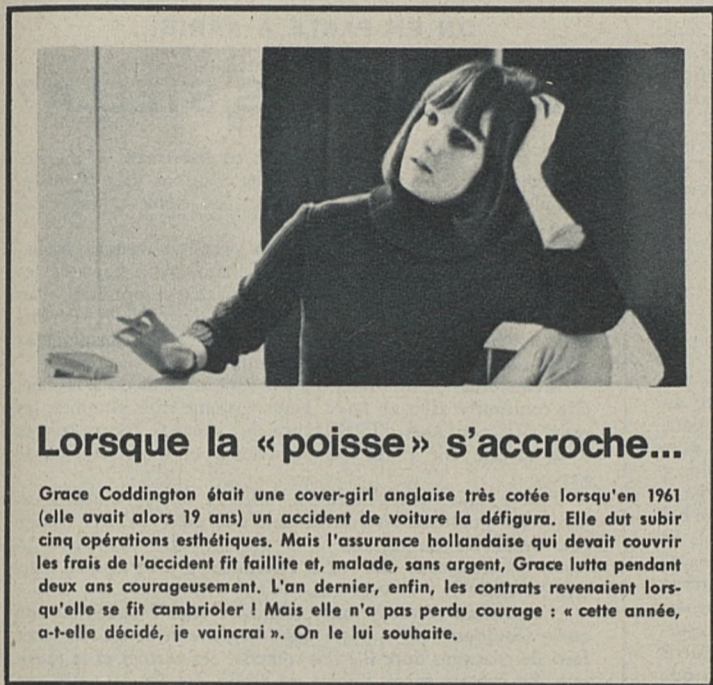 Lorsque la «poisse» s'accroche...
Grace Coddington était une cover-girl anglaise très cotée lorsqu'en 1961
(elle avait alors 19 ans) un accident de voiture la défigura. Elle dut subir
cinq opérations esthétiques. Mais l'assurance hollandaise qui devait couvrir
les frais de l'accident fit faillite et, malade, sans argent, Grace lutta pendant
deux ans courageusement. L'an dernier, enfin, les contrats revenaient lors-
qu'elle se fit cambrioler ! Mais elle n'a pas perdu courage : « cette année,
a-t-elle décidé, je vaincrai ». On le lui souhaite.